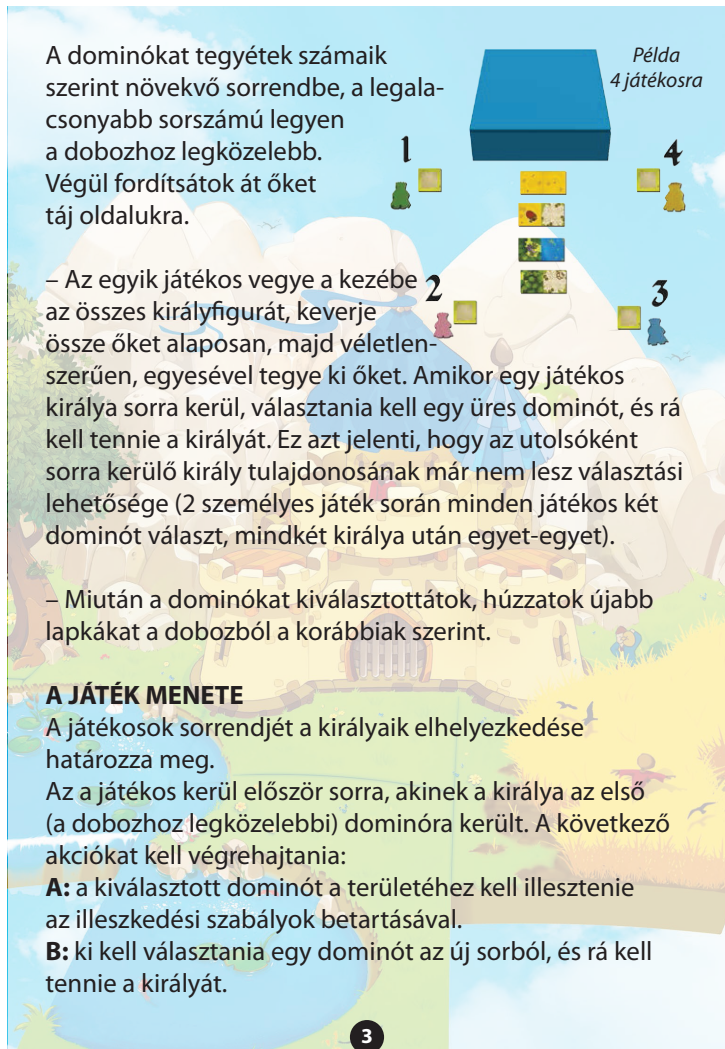 A dominókat tegyétek számaik
szerint növekvő sorrendbe, a legala-
csonyabb sorszámú legyen
a dobozhoz legközelebb.
Végül fordítsátok át őket
táj oldalukra.
Példa
4 játékosra
1
4
2
3
– Az egyik játékos vegye a kezébe
az összes királyfigurát, keverje
össze őket alaposan, majd véletlen-
szerűen, egyesével tegye ki őket. Amikor egy játékos
királya sorra kerül, választania kell egy üres dominót, és rá
kell tennie a királyát. Ez azt jelenti, hogy az utolsóként
sorra kerülő király tulajdonosának már nem lesz választási
lehetősége (2 személyes játék során minden játékos két
dominót választ, mindkét királya után egyet-egyet).
– Miután a dominókat kiválasztottátok, húzzatok újabb
lapkákat a dobozból a korábbiak szerint.
A JÁTÉK MENETE
A játékosok sorrendjét a királyaik elhelyezkedése
határozza meg.
Az a játékos kerül először sorra, akinek a királya az első
(a dobozhoz legközelebbi) dominóra került. A következő
akciókat kell végrehajtania:
A: a kiválasztott dominót a területéhez kell illesztenie
az illeszkedési szabályok betartásával.
B: ki kell választania egy dominót az új sorból, és rá kell
tennie a királyát.
3